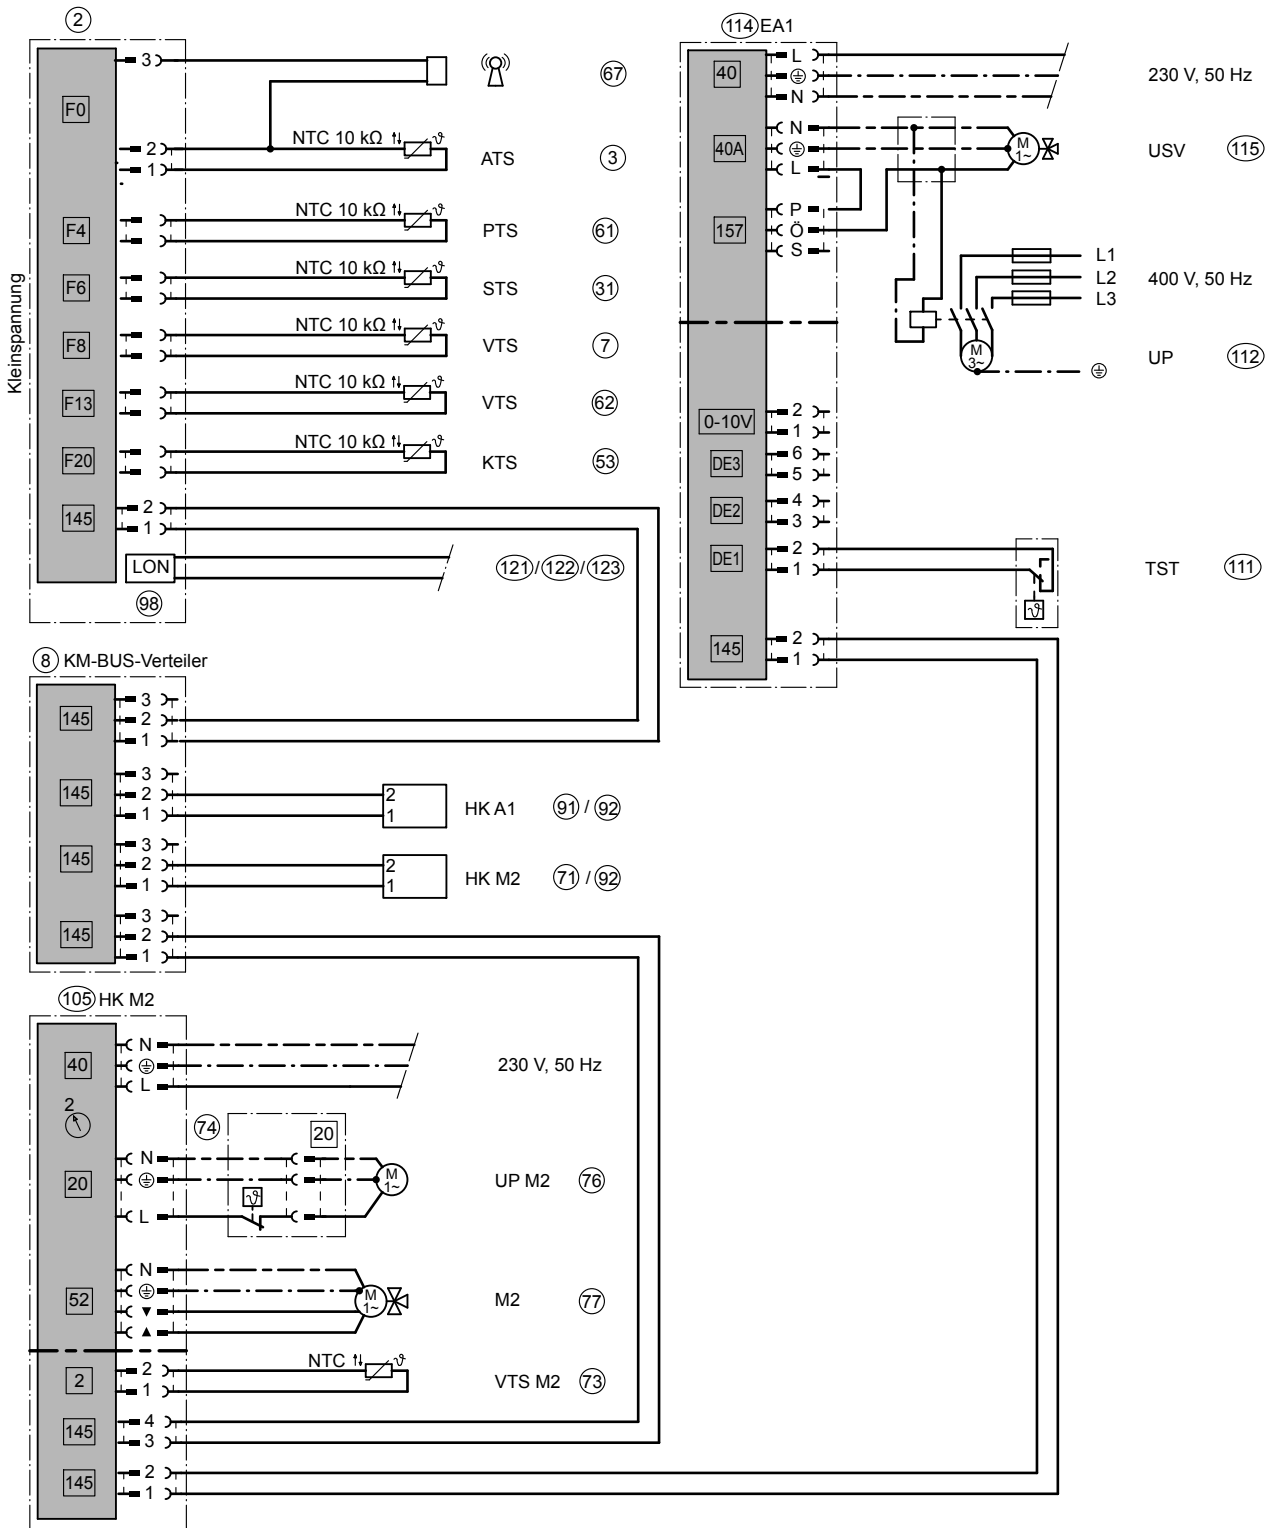 2
Kleinspannung
F0
3
67
2
1
NTC 10 kΩ
ϑ
ATS
3
F4
NTC 10 kΩ
ϑ
PTS
61
F6
NTC 10 kΩ
ϑ
STS
31
F8
NTC 10 kΩ
ϑ
VTS
7
F13
NTC 10 kΩ
ϑ
VTS
62
F20
NTC 10 kΩ
ϑ
KTS
53
145
2
1
LON
98
121/122/123
8 KM-BUS-Verteiler
145
3
2
1
145
3
2
1
2
1
HK A1
91 / 92
145
3
2
1
2
1
HK M2
71 / 92
145
3
2
1
105 HK M2
40
N
L
230 V, 50 Hz
2
74
20
20
N
L
ϑ
M
1~
UP M2
76
52
N
▼
▲
M
1~
M2
77
2
2
1
NTC
ϑ
VTS M2
73
145
4
3
145
2
1
114 EA1
40
L
N
230 V, 50 Hz
40A
N
L
M
1~
USV
115
157
P
Ö
S
L1
L2
L3
400 V, 50 Hz
M
3~
UP
112
0-10V
2
1
DE3
6
5
DE2
4
3
DE1
2
1
ϑ
TST
111
145
2
1